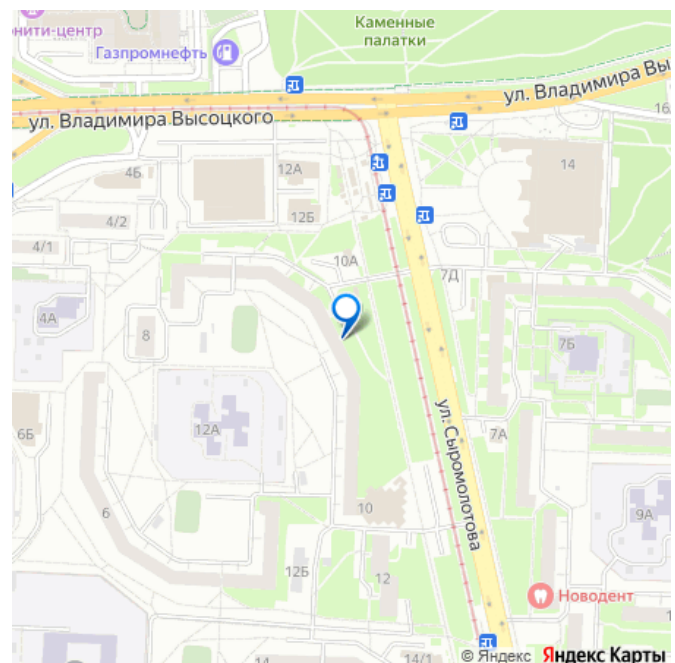 Каменные
палатки
онити-центр
Газпромнефть
ул. Владимира Высоцкого
ул. Владимира Вы
16
14
12А
4Б
12Б
4/2
4/1
10А
7Д
4А
8
7Б
12А
6Б
ул. Сыромолотова
7А
6
10
9А
12Б
12
Новодент
14
14
1
© Яндекс Яндекс Карты